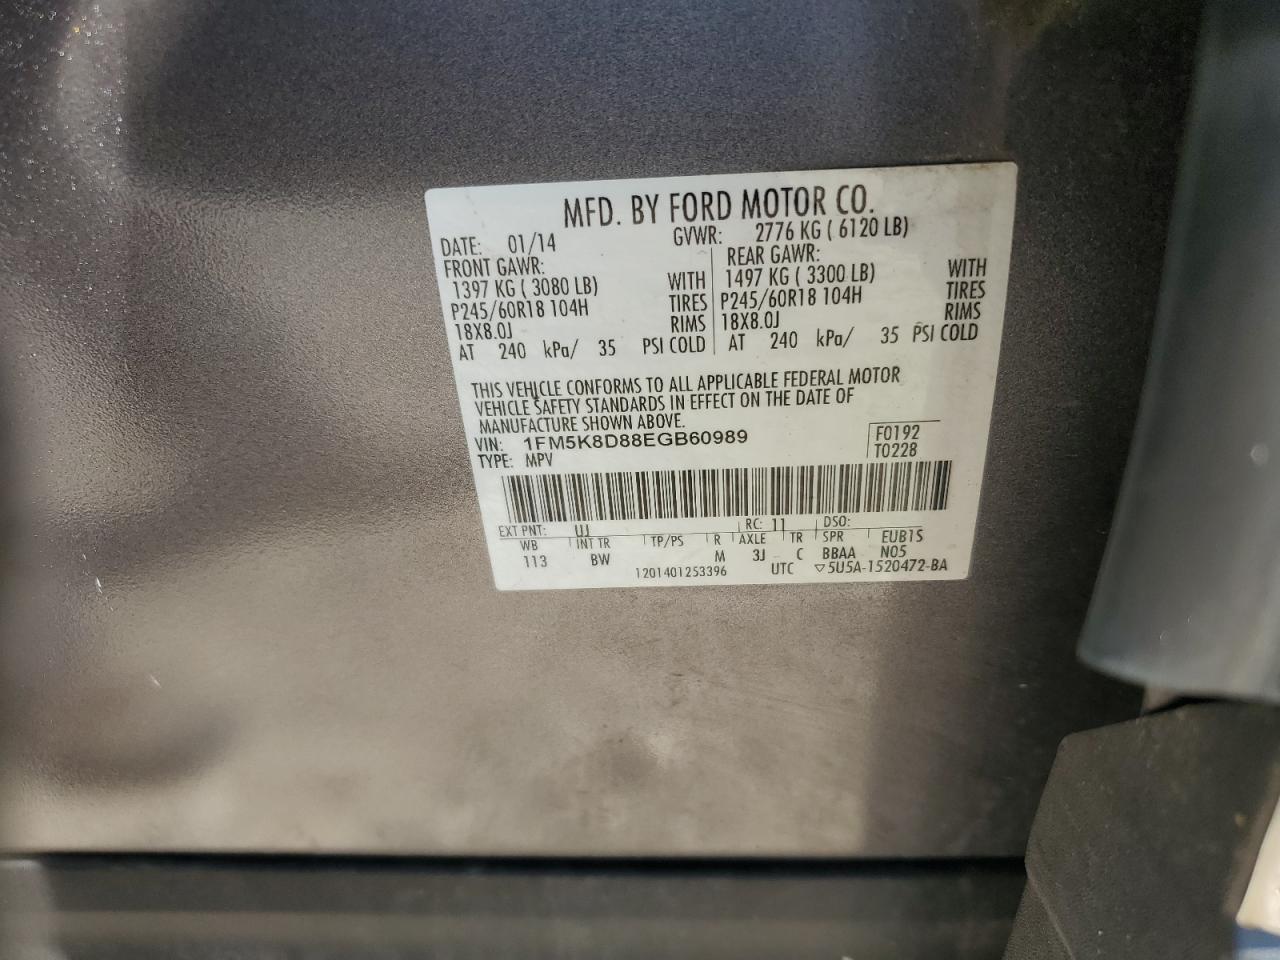 MFD. BY FORD MOTOR CO.
DATE: 01/14 GVWR: 2776 KG ( 6120 LB)
FRONT GAWR: REAR GAWR:
1397 KG ( 3080 LB) WITH 1497 KG ( 3300 LB) WITH
P245/60R18 104H TIRES P245/60R18 104H TIRES
18X8.0J RIMS 18X8.0J RIMS
AT 240 kPa/ 35 PSI COLD AT 240 kPa/ 35 PSI COLD
THIS VEHICLE CONFORMS TO ALL APPLICABLE FEDERAL MOTOR
VEHICLE SAFETY STANDARDS IN EFFECT ON THE DATE OF
MANUFACTURE SHOWN ABOVE.
VIN: 1FM5K8D88EGB60989 F0192
TYPE: MPV T0228
EXT PNT: UJ RC: 11 DSO:
WB INT TR TP/PS R AXLE TR SPR EUB1S
113 BW M 3J C BBAA N05
1201401253396 UTC ▽5U5A-1520472-BA